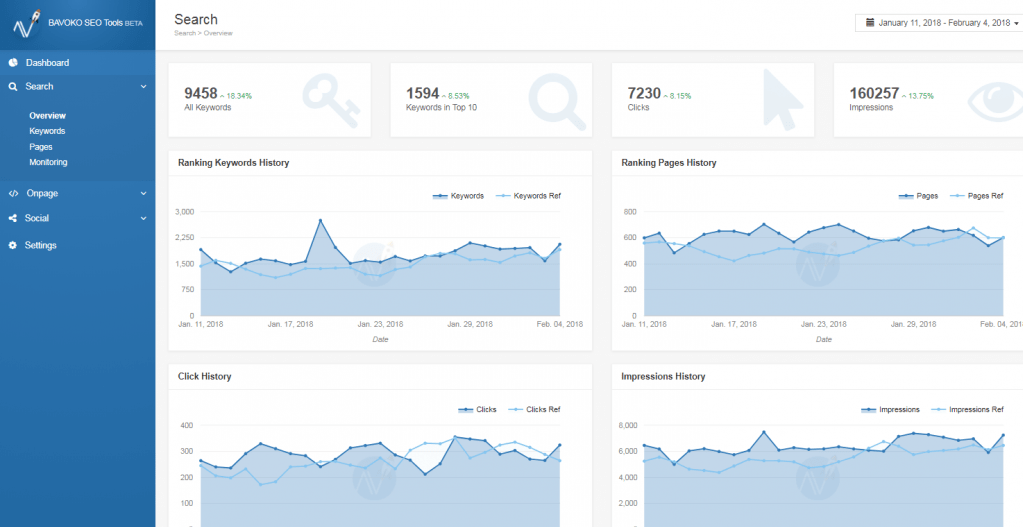 BAVOKO SEO Tools BETA
Search
Search > Overview
January 11, 2018 - February 4, 2018
Dashboard
Search
Overview
Keywords
Pages
Monitoring
Onpage
Social
Settings
9458 18.34%
All Keywords
1594 8.53%
Keywords in Top 10
7230 8.15%
Clicks
160257 13.75%
Impressions
Ranking Keywords History
Keywords Keywords Ref
3,000
2,250
1,500
750
0
Jan. 11, 2018 Jan. 17, 2018 Jan. 23, 2018 Jan. 29, 2018 Feb. 04, 2018
Date
Ranking Pages History
Pages Pages Ref
800
600
400
200
0
Jan. 11, 2018 Jan. 17, 2018 Jan. 23, 2018 Jan. 29, 2018 Feb. 04, 201
Date
Click History
Clicks Clicks Ref
400
300
200
100
Impressions History
Impressions Impressions Ref
6,000
6,000
4,000
2,000